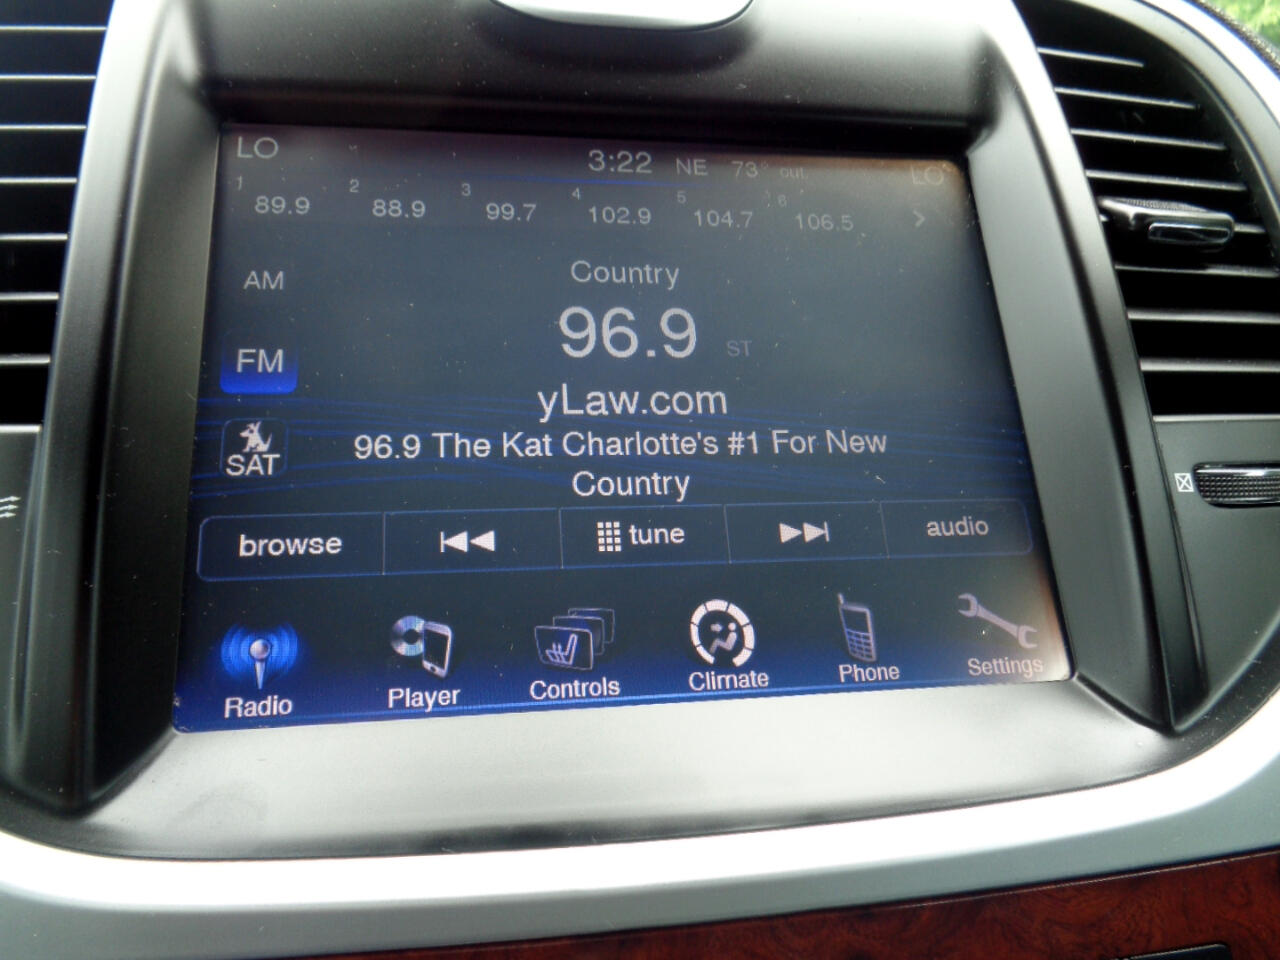 LO 3:22 NE 73° out LO
1 2 3 4 5 6
89.9 88.9 99.7 102.9 104.7 106.5
AM
Country
FM
96.9 ST
yLaw.com
SAT
96.9 The Kat Charlotte's #1 For New
Country
browse tune audio
Radio Player Controls Climate Phone Settings